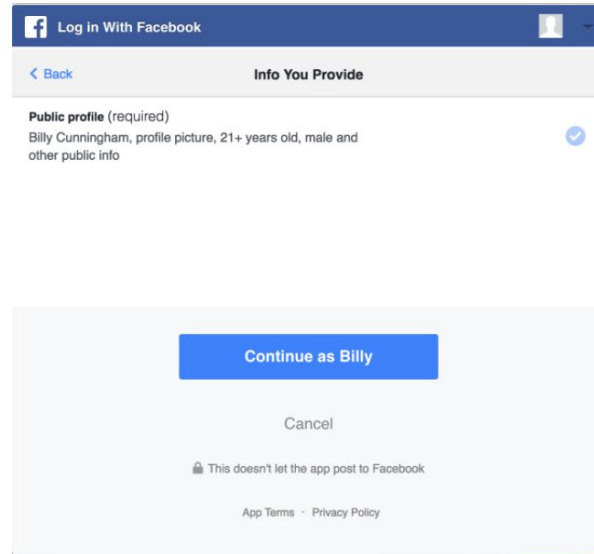 Log in With Facebook
Back
Info You Provide
Public profile (required)
Billy Cunningham, profile picture, 21+ years old, male and
other public info
Continue as Billy
Cancel
This doesn't let the app post to Facebook
App Terms · Privacy Policy